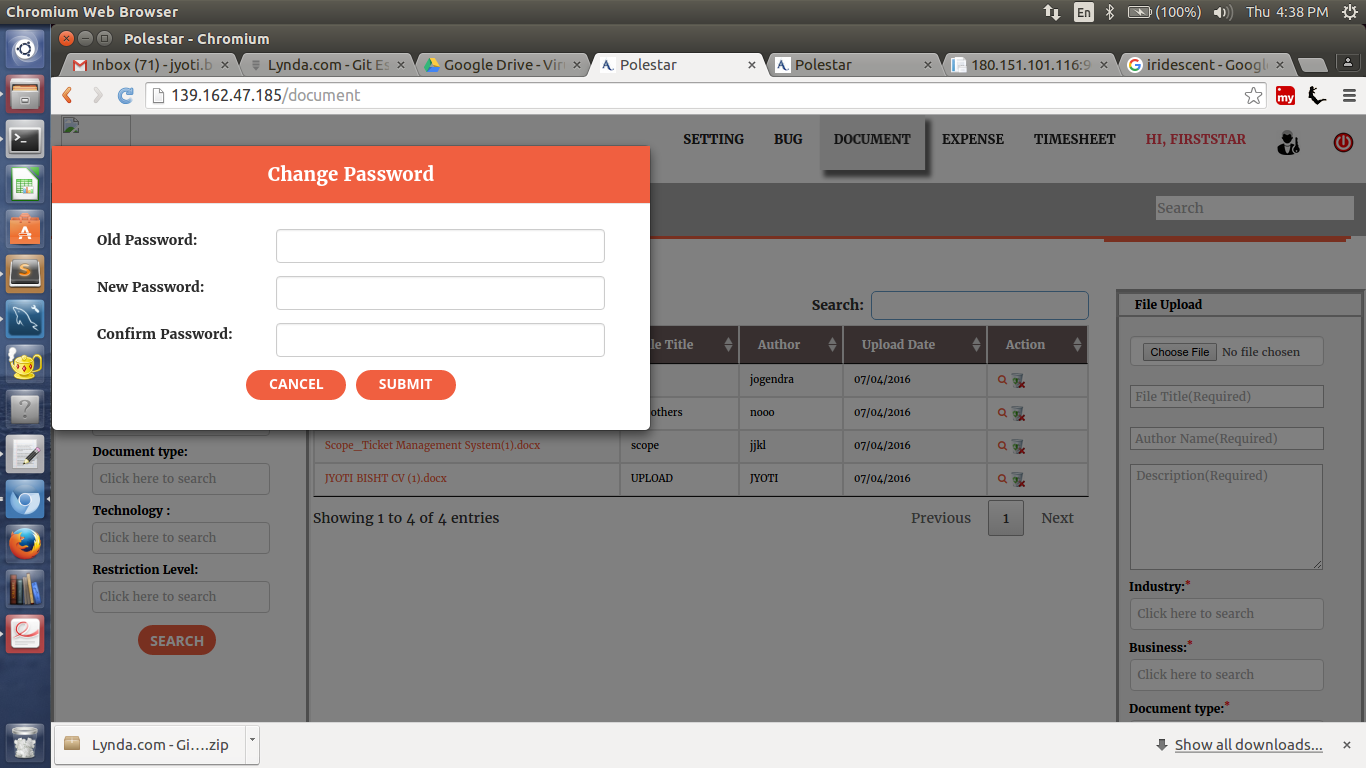 Chromium Web Browser
En
(100%)
Thu 4:38 PM
Polestar - Chromium
Inbox (71) - jyoti.b
Lynda.com - Git Es
Google Drive - Vir
Polestar
Polestar
180.151.101.116:9
iridescent - Google
139.162.47.185/document
my
SETTING
BUG
DOCUMENT
EXPENSE
TIMESHEET
HI, FIRSTSTAR
Search
Change Password
Old Password:
New Password:
Confirm Password:
CANCEL
SUBMIT
Search:
le Title
Author
Upload Date
Action
jogendra
07/04/2016
others
nooo
07/04/2016
Scope_Ticket Management System(1).docx
scope
jjkl
07/04/2016
JYOTI BISHT CV (1).docx
UPLOAD
JYOTI
07/04/2016
Showing 1 to 4 of 4 entries
Previous
1
Next
Document type:
Click here to search
Technology :
Click here to search
Restriction Level:
Click here to search
SEARCH
File Upload
Choose File
No file chosen
File Title(Required)
Author Name(Required)
Description(Required)
Industry:*
Click here to search
Business:*
Click here to search
Document type:*
Lynda.com - Gi....zip
Show all downloads...